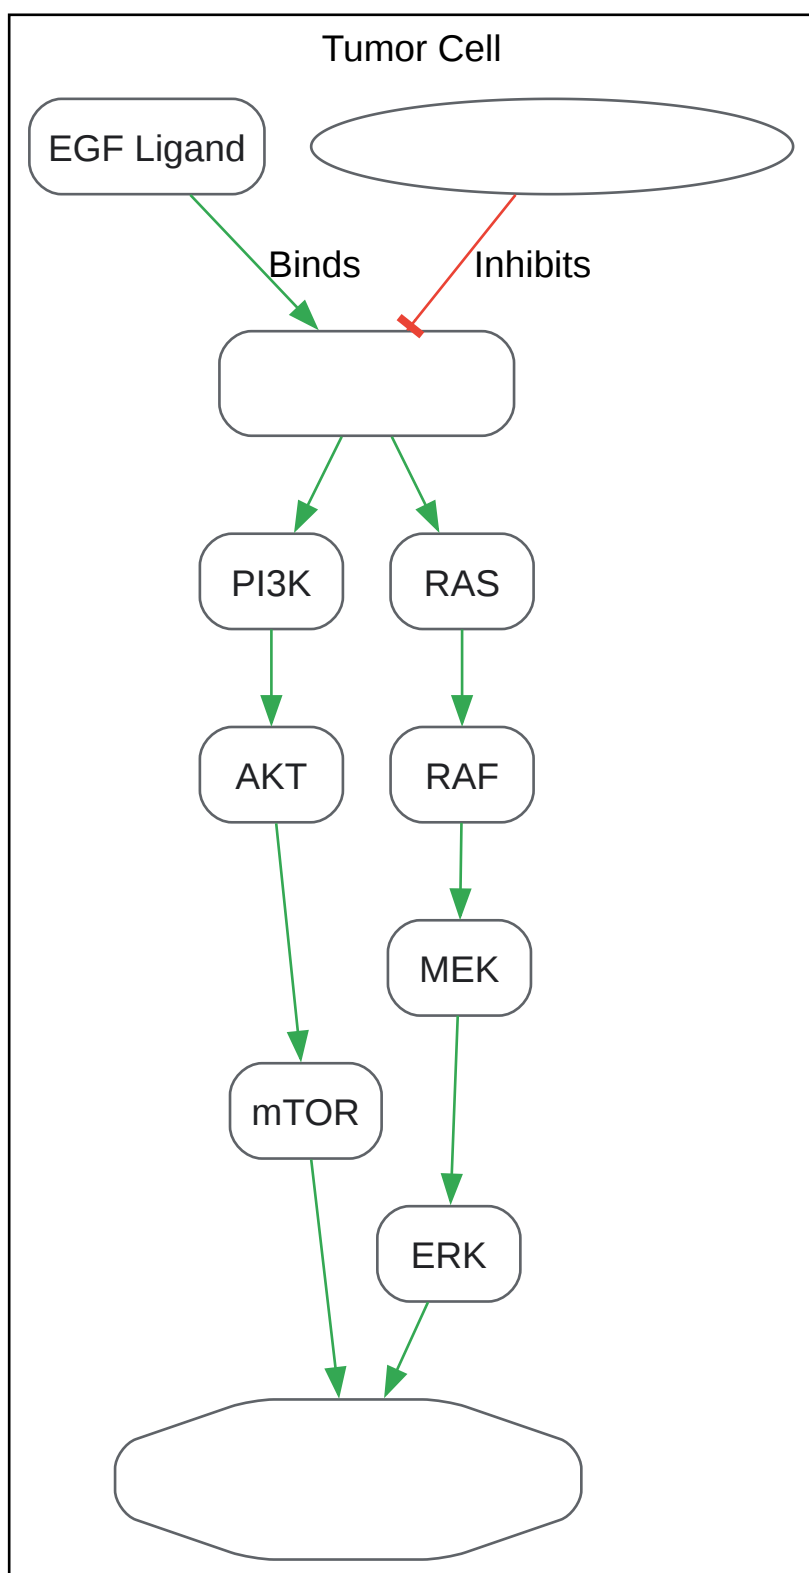 Tumor Cell
EGF Ligand
Binds
Inhibits
PI3K
RAS
AKT
RAF
MEK
mTOR
ERK